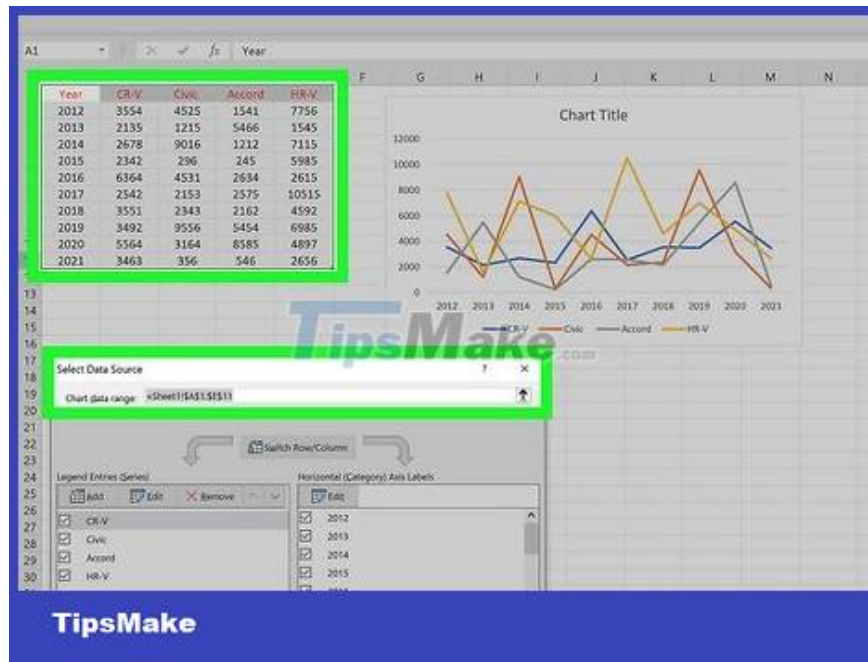 A1 fx Year
F G H I J K L M N
Year CR-V Civic Accord HR-V
2012 3554 4525 1541 7756
2013 2135 1215 5466 1545
2014 2678 9016 1212 7115
2015 2342 296 245 5985
2016 6364 4531 2634 2615
2017 2542 2153 2575 10515
2018 3551 2343 2162 4592
2019 3492 9556 5454 6985
2020 5564 3164 8585 4897
2021 3463 356 546 2656
Chart Title
12000
10000
8000
6000
4000
2000
0
2012 2013 2014 2015 2016 2017 2018 2019 2020 2021
CR-V Civic Accord HR-V
TipsMake.com
13
14
15
16
17
18
19
20
21
22
23
24
25
26
27
28
29
30
Select Data Source ? ×
Chart data range: =Sheet1!$A$1:$E$11
Switch Row/Column
Legend Entries (Series)
Add Edit Remove
CR-V
Civic
Accord
HR-V
Horizontal (Category) Axis Labels
Edit
2012
2013
2014
2015
TipsMake